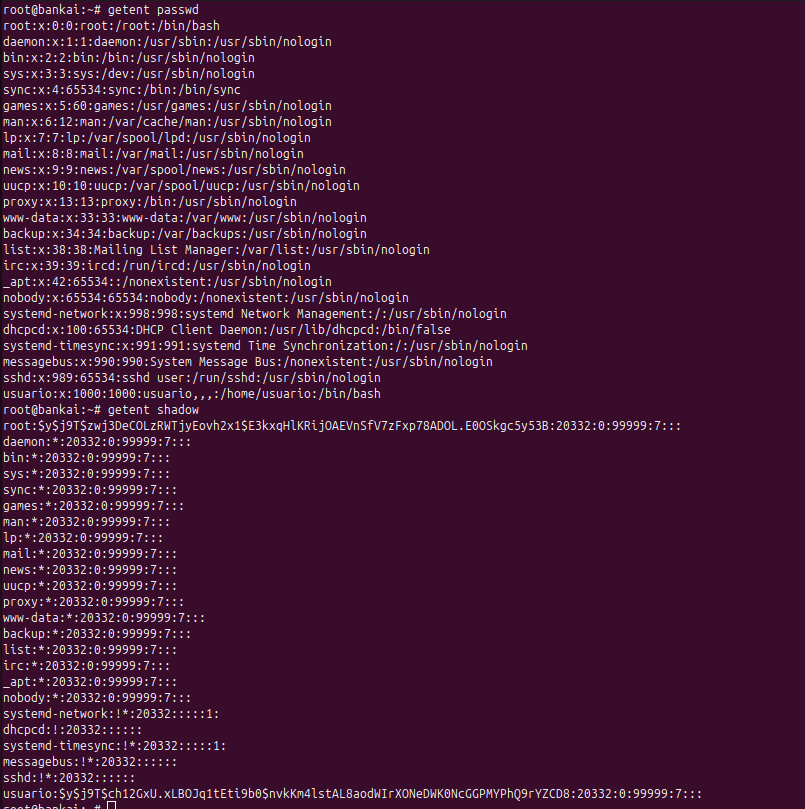 root@bankai:~# getent passwd
root:x:0:0:root:/root:/bin/bash
daemon:x:1:1:daemon:/usr/sbin:/usr/sbin/nologin
bin:x:2:2:bin:/bin:/usr/sbin/nologin
sys:x:3:3:sys:/dev:/usr/sbin/nologin
sync:x:4:65534:sync:/bin:/bin/sync
games:x:5:60:games:/usr/games:/usr/sbin/nologin
man:x:6:12:man:/var/cache/man:/usr/sbin/nologin
lp:x:7:7:lp:/var/spool/lpd:/usr/sbin/nologin
mail:x:8:8:mail:/var/mail:/usr/sbin/nologin
news:x:9:9:news:/var/spool/news:/usr/sbin/nologin
uucp:x:10:10:uucp:/var/spool/uucp:/usr/sbin/nologin
proxy:x:13:13:proxy:/bin:/usr/sbin/nologin
www-data:x:33:33:www-data:/var/www:/usr/sbin/nologin
backup:x:34:34:backup:/var/backups:/usr/sbin/nologin
list:x:38:38:Mailing List Manager:/var/list:/usr/sbin/nologin
irc:x:39:39:ircd:/run/ircd:/usr/sbin/nologin
_apt:x:42:65534::/nonexistent:/usr/sbin/nologin
nobody:x:65534:65534:nobody:/nonexistent:/usr/sbin/nologin
systemd-network:x:998:998:systemd Network Management:/:/usr/sbin/nologin
dhcpcd:x:100:65534:DHCP Client Daemon:/usr/lib/dhcpcd:/bin/false
systemd-timesync:x:991:991:systemd Time Synchronization:/:/usr/sbin/nologin
messagebus:x:990:990:System Message Bus:/nonexistent:/usr/sbin/nologin
sshd:x:989:65534:sshd user:/run/sshd:/usr/sbin/nologin
usuario:x:1000:1000:usuario,,,:/home/usuario:/bin/bash
root@bankai:~# getent shadow
root:$y$j9T$zwj3DeCOLzRWTjyEovh2x1$E3kxqHlKRijOAEVnSfV7zFxp78ADOL.E0OSkgc5y53B:20332:0:99999:7:::
daemon:*:20332:0:99999:7:::
bin:*:20332:0:99999:7:::
sys:*:20332:0:99999:7:::
sync:*:20332:0:99999:7:::
games:*:20332:0:99999:7:::
man:*:20332:0:99999:7:::
lp:*:20332:0:99999:7:::
mail:*:20332:0:99999:7:::
news:*:20332:0:99999:7:::
uucp:*:20332:0:99999:7:::
proxy:*:20332:0:99999:7:::
www-data:*:20332:0:99999:7:::
backup:*:20332:0:99999:7:::
list:*:20332:0:99999:7:::
irc:*:20332:0:99999:7:::
_apt:*:20332:0:99999:7:::
nobody:*:20332:0:99999:7:::
systemd-network:!*:20332:::::1:
dhcpcd:!:20332::::::
systemd-timesync:!*:20332:::::1:
messagebus:!*:20332::::::
sshd:!*:20332::::::
usuario:$y$j9T$ch12GxU.xLBOJq1tEti9b0$nvkKm4lstAL8aodWIrXONeDWK0NcGGPMYPhQ9rYZCD8:20332:0:99999:7:::
root@bankai:~#